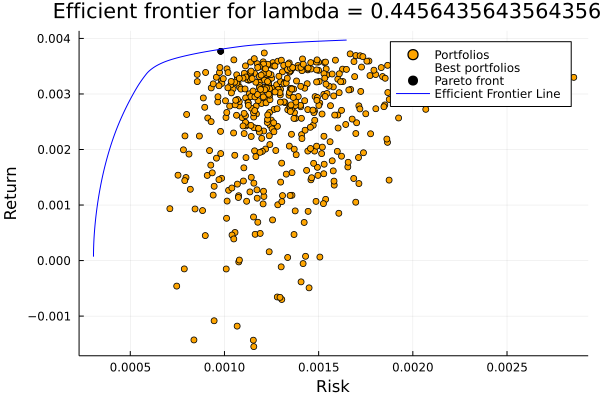 Efficient frontier for lambda = 0.4456435643564356
0.004
0.003
0.002
0.001
0.000
−0.001
Return
Portfolios
Best portfolios
Pareto front
Efficient Frontier Line
0.0005
0.0010
0.0015
0.0020
0.0025
Risk